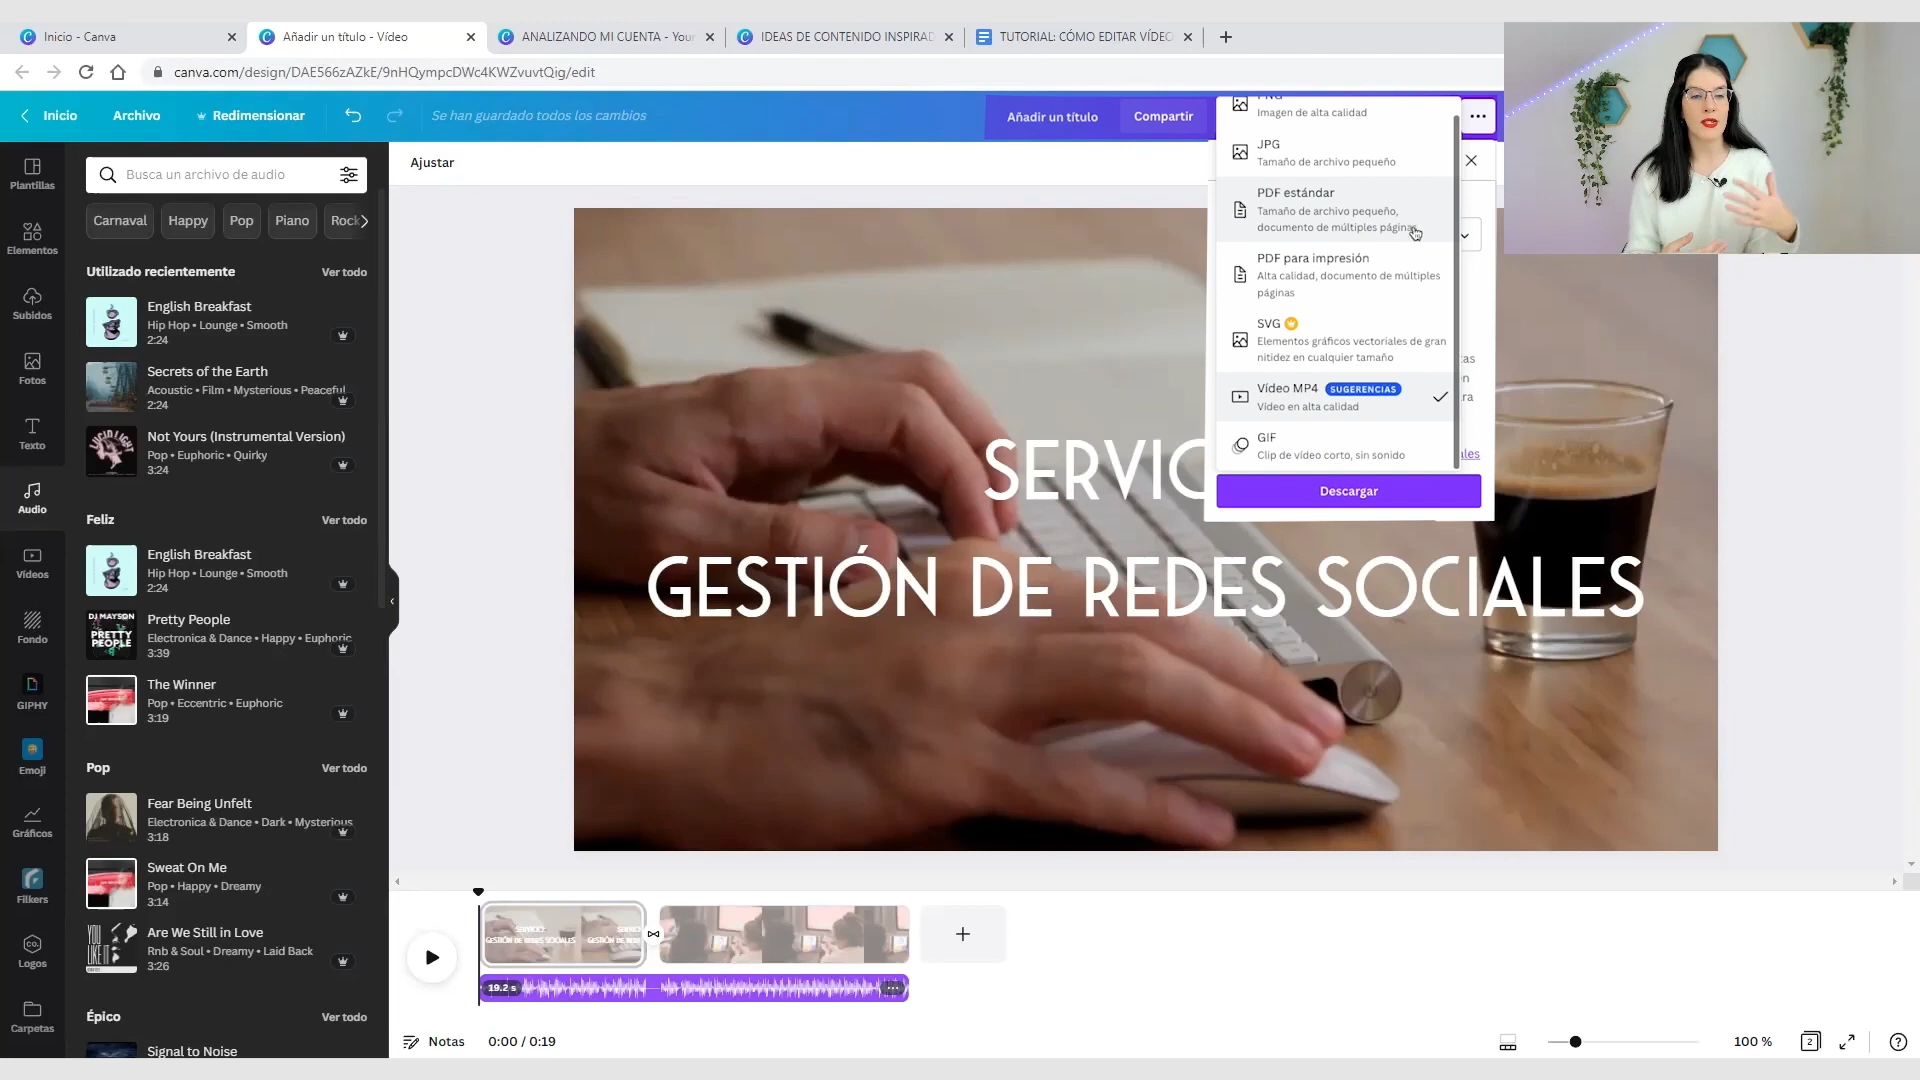 Inicio - Canva
Añadir un título - Vídeo
ANALIZANDO MI CUENTA - You
IDEAS DE CONTENIDO INSPIRAD
TUTORIAL: CÓMO EDITAR VÍDEO
canva.com/design/DAE566zAZkE/9nHQympcDWc4KWZvuvtQig/edit
Inicio
Archivo
Redimensionar
Se han guardado todos los cambios
Añadir un título
Compartir
Ajustar
Plantillas
Elementos
Subidos
Fotos
Texto
Audio
Vídeos
Fondo
GIPHY
Emoji
Gráficos
Filkers
Logos
Carpetas
Busca un archivo de audio
Carnaval
Happy
Pop
Piano
Rock
Utilizado recientemente
Ver todo
English Breakfast
Hip Hop • Lounge • Smooth
2:24
Secrets of the Earth
Acoustic • Film • Mysterious • Peaceful
2:24
Not Yours (Instrumental Version)
Pop • Euphoric • Quirky
3:24
Feliz
Ver todo
English Breakfast
Hip Hop • Lounge • Smooth
2:24
DJ MAYSON
PRETTY
PEOPLE
Pretty People
Electronica & Dance • Happy • Euphoric
3:39
The Winner
Pop • Eccentric • Euphoric
3:19
Pop
Ver todo
Fear Being Unfelt
Electronica & Dance • Dark • Mysterious
3:18
Sweat On Me
Pop • Happy • Dreamy
3:14
Are We Still in Love
Rnb & Soul • Dreamy • Laid Back
3:26
Épico
Ver todo
Signal to Noise
PNG
Imagen de alta calidad
JPG
Tamaño de archivo pequeño
PDF estándar
Tamaño de archivo pequeño,
documento de múltiples páginas
PDF para impresión
Alta calidad, documento de múltiples
páginas
SVG
Elementos gráficos vectoriales de gran
nitidez en cualquier tamaño
Vídeo MP4 SUGERENCIAS
Vídeo en alta calidad
GIF
Clip de vídeo corto, sin sonido
Descargar
SERVIC
GESTIÓN DE REDES SOCIALES
GESTIÓN DE REDES SOCIALES
19.2 s
Notas
0:00 / 0:19
100 %
2